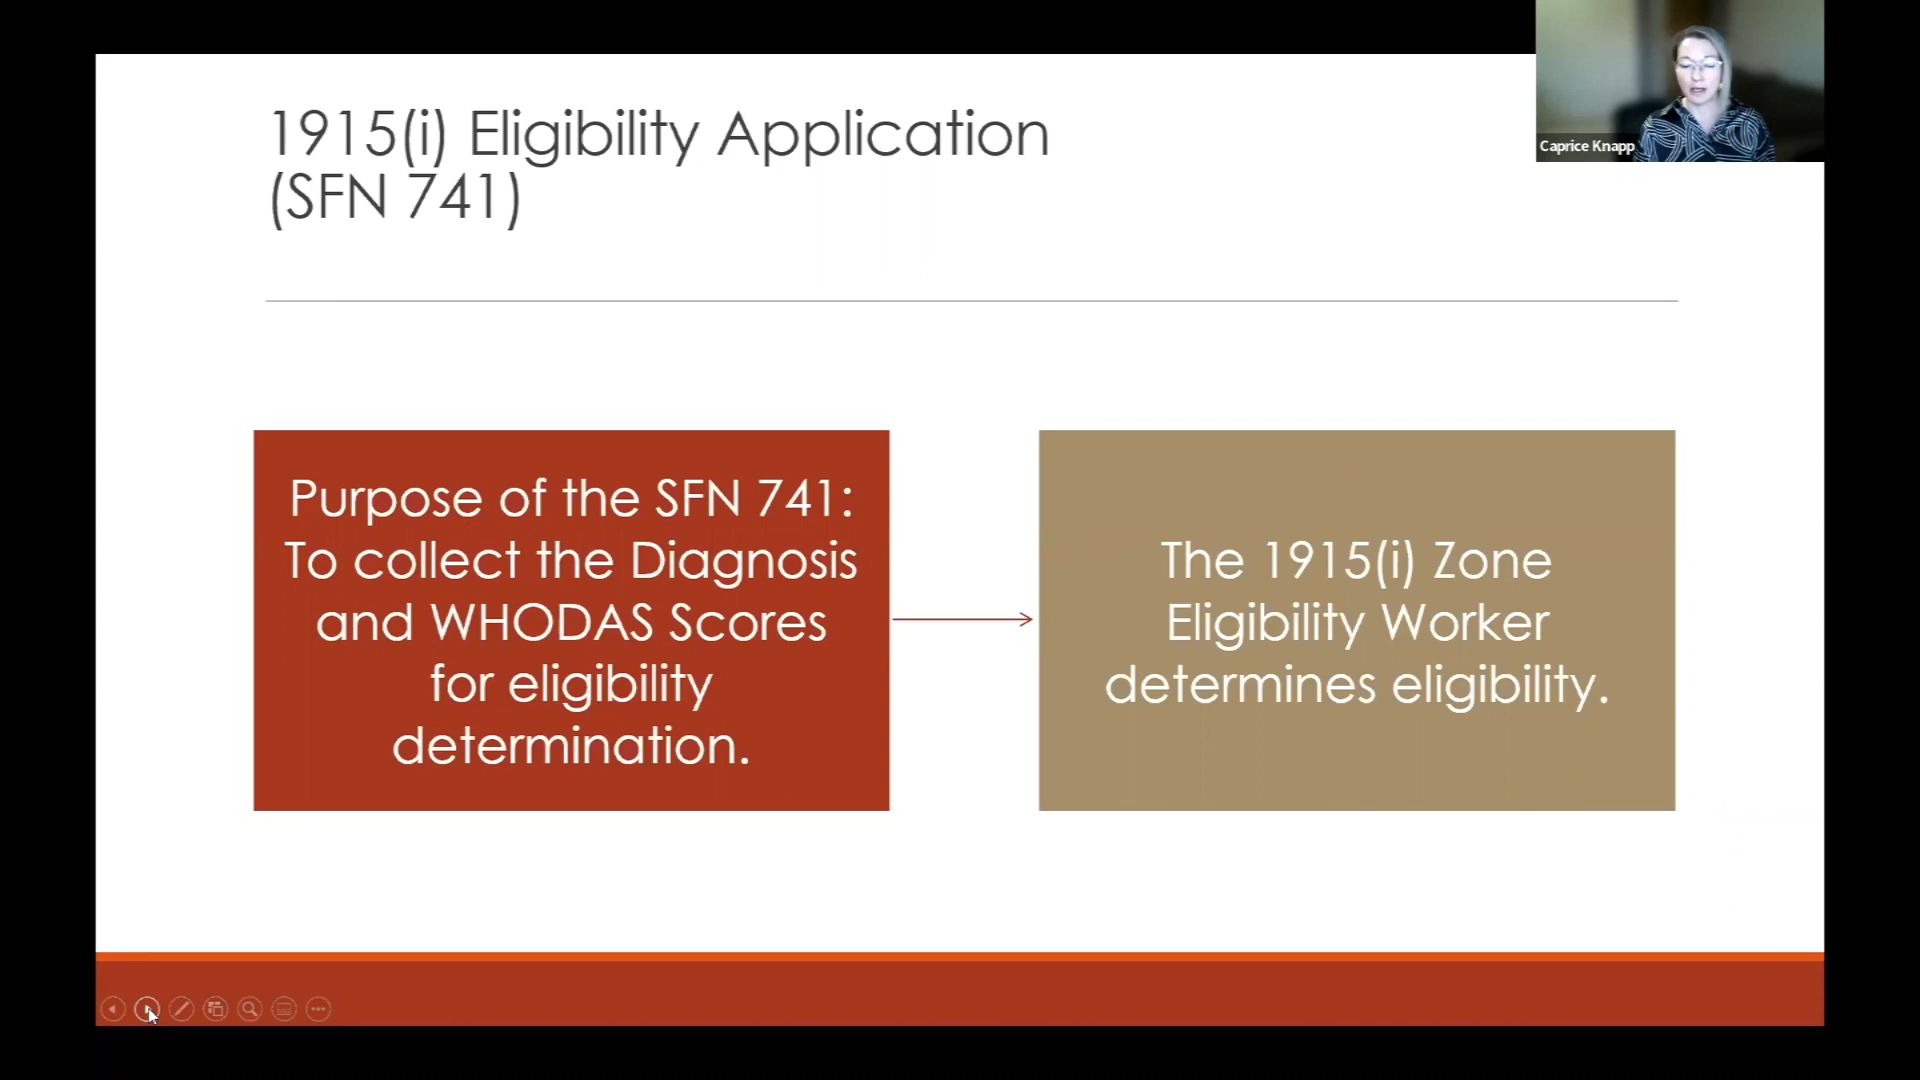 1915(i) Eligibility Application
(SFN 741)
Caprice Knapp
Purpose of the SFN 741:
To collect the Diagnosis
and WHODAS Scores
for eligibility
determination.
The 1915(i) Zone
Eligibility Worker
determines eligibility.